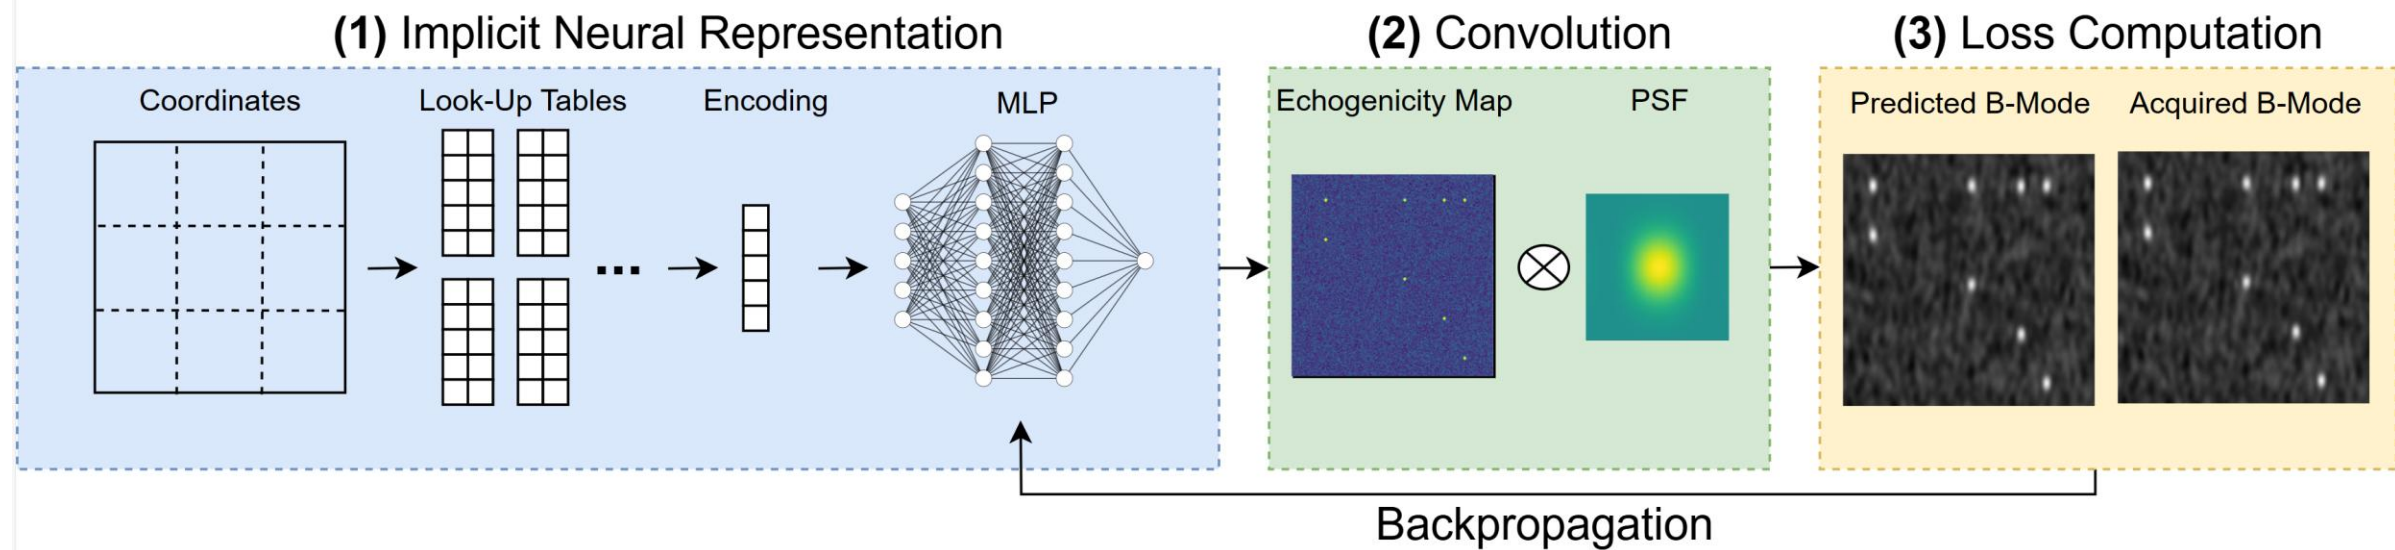 (1) Implicit Neural Representation
(2) Convolution
(3) Loss Computation
Coordinates
Look-Up Tables
Encoding
MLP
Echogenicity Map
PSF
Predicted B-Mode
Acquired B-Mode
...
Backpropagation